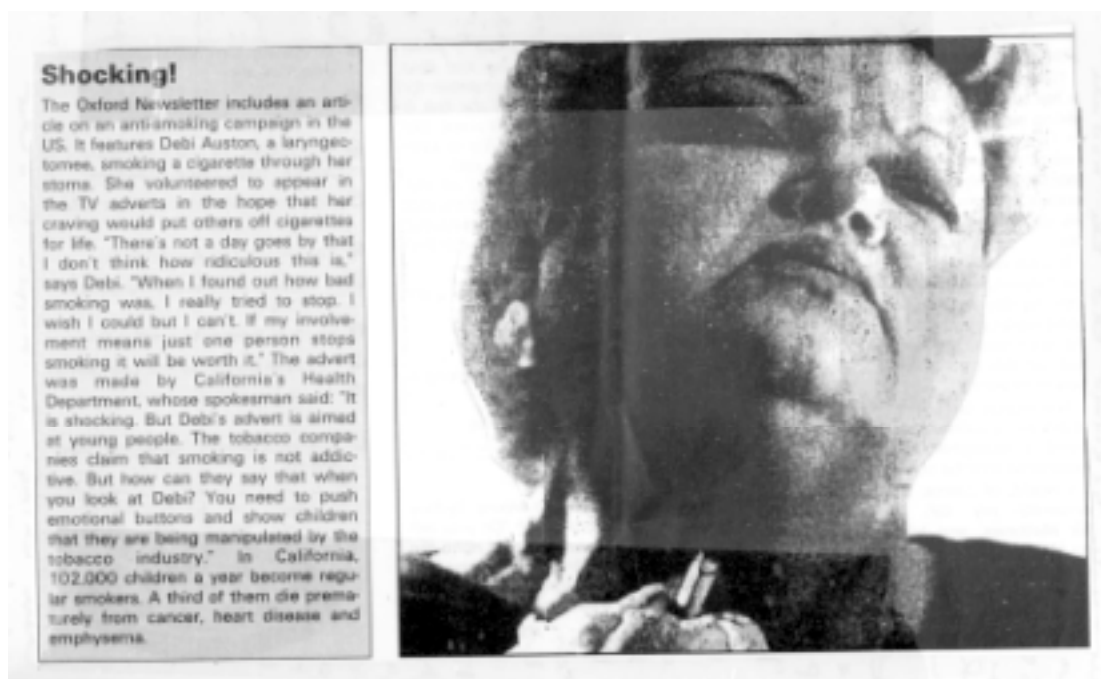 Shocking!
The Oxford Newsletter includes an arti-
cle on an anti-smoking campaign in the
US. It features Debi Auston, a laryngec-
tomee, smoking a cigarette through her
stoma. She volunteered to appear in
the TV adverts in the hope that her
craving would put others off cigarettes
for life. "There's not a day goes by that
I don't think how ridiculous this is,"
says Debi. "When I found out how bad
smoking was, I really tried to stop. I
wish I could but I can't. If my involve-
ment means just one person stops
smoking it will be worth it." The advert
was made by California's Health
Department, whose spokesman said: "It
is shocking. But Debi's advert is aimed
at young people. The tobacco compa-
nies claim that smoking is not addic-
tive. But how can they say that when
you look at Debi? You need to push
emotional buttons and show children
that they are being manipulated by the
tobacco industry." In California,
102,000 children a year become regu-
lar smokers. A third of them die prema-
turely from cancer, heart disease and
emphysema.